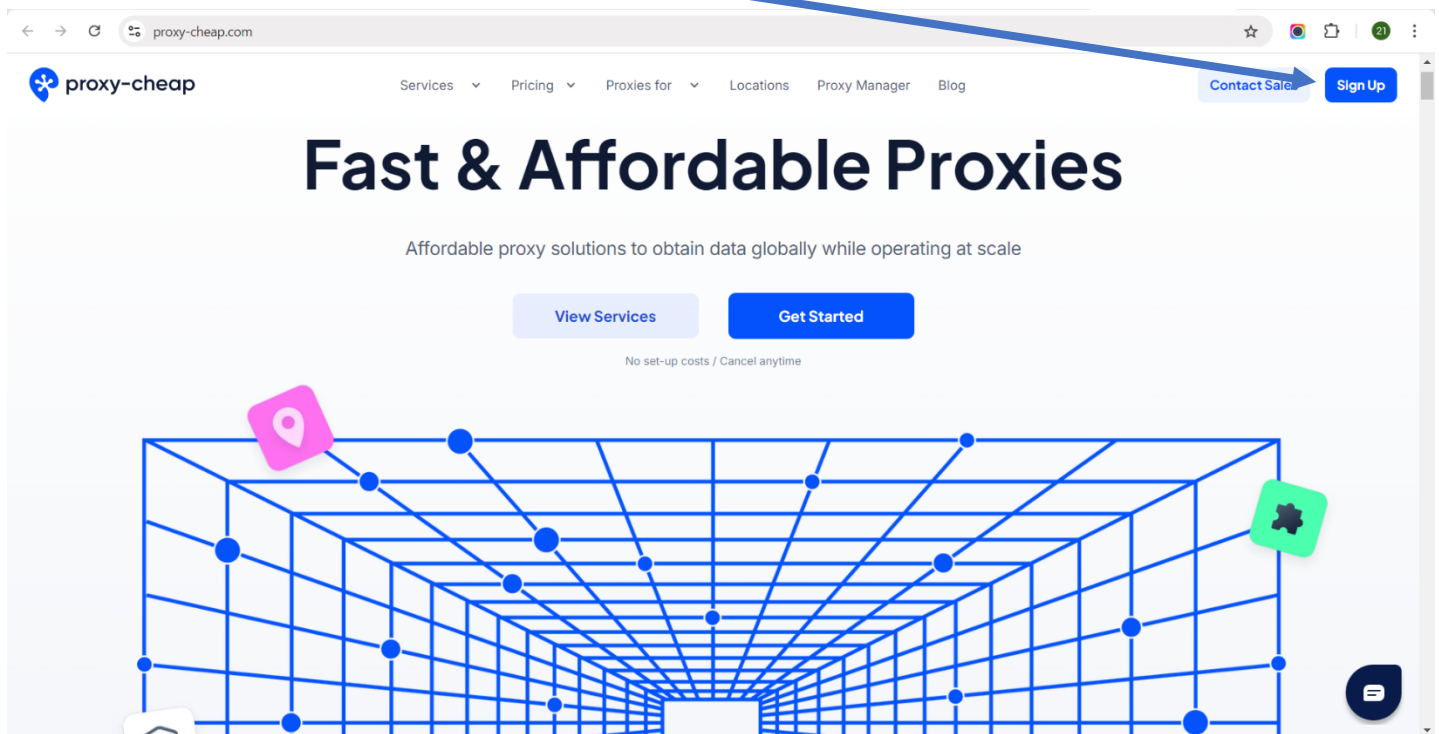 proxy-cheap.com
21
proxy-cheap
Services
Pricing
Proxies for
Locations
Proxy Manager
Blog
Contact Sales
Sign Up
Fast & Affordable Proxies
Affordable proxy solutions to obtain data globally while operating at scale
View Services
Get Started
No set-up costs / Cancel anytime